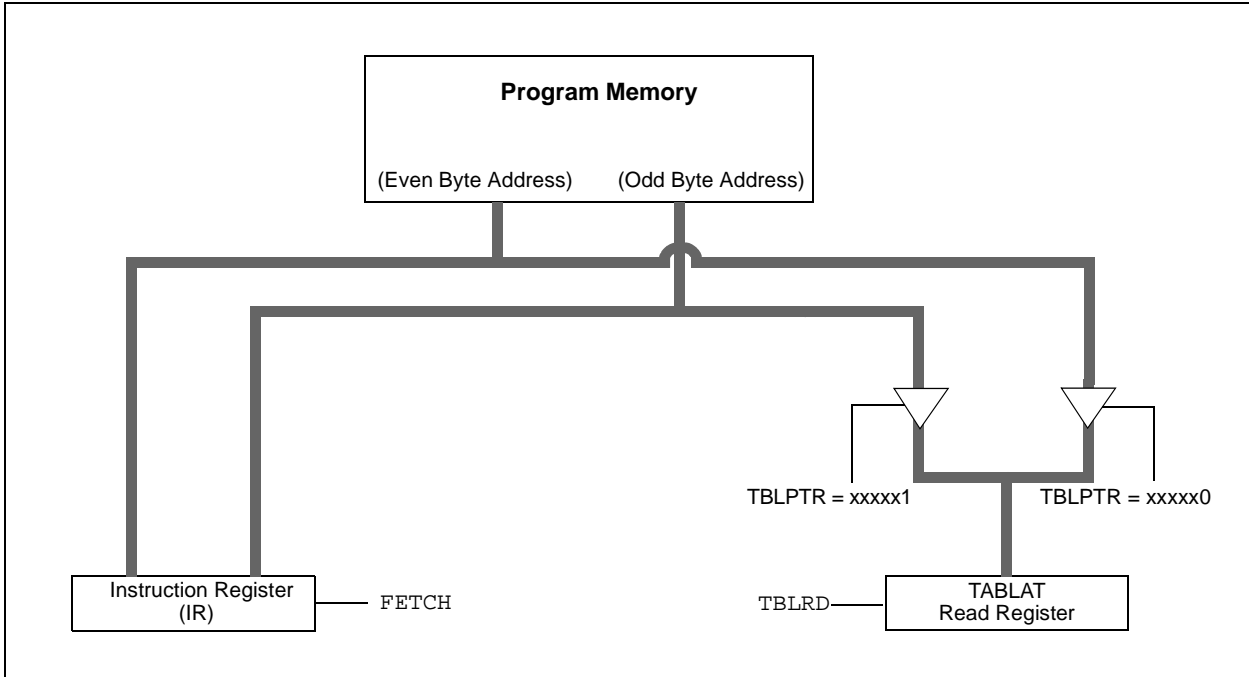 Program Memory
(Even Byte Address) (Odd Byte Address)
TBLPTR = xxxxx1 TBLPTR = xxxxx0
Instruction Register
(IR)
FETCH
TBLRD
TABLAT
Read Register